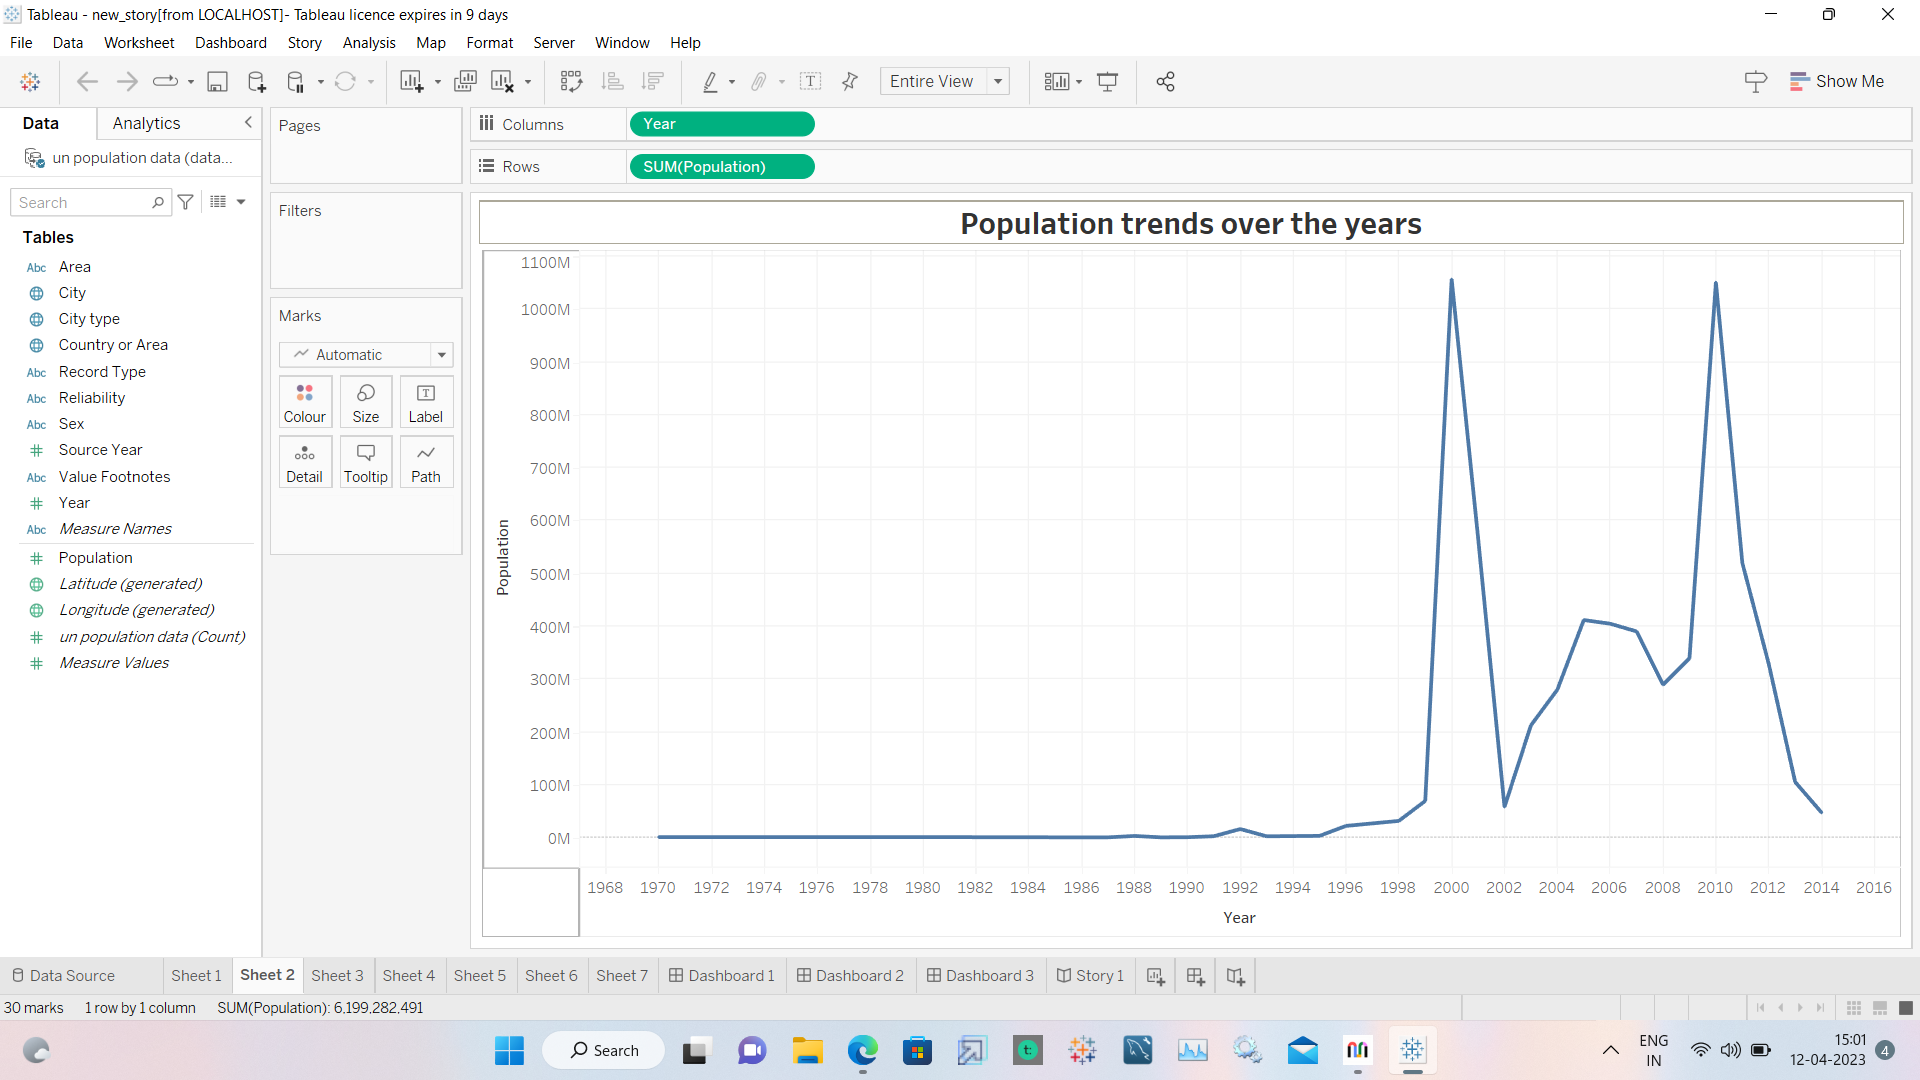 Tableau - new_story[from LOCALHOST]- Tableau licence expires in 9 days
File Data Worksheet Dashboard Story Analysis Map Format Server Window Help
Entire View
Show Me
Data Analytics
un population data (data...
Search
Tables
Abc Area
City
City type
Country or Area
Abc Record Type
Abc Reliability
Abc Sex
Source Year
Abc Value Footnotes
Year
Abc Measure Names
Population
Latitude (generated)
Longitude (generated)
un population data (Count)
Measure Values
Pages
Filters
Marks
Automatic
Colour Size Label
Detail Tooltip Path
Columns Year
Rows SUM(Population)
Population trends over the years
1100M
1000M
900M
800M
700M
600M
500M
400M
300M
200M
100M
0M
Population
1968 1970 1972 1974 1976 1978 1980 1982 1984 1986 1988 1990 1992 1994 1996 1998 2000 2002 2004 2006 2008 2010 2012 2014 2016
Year
Data Source Sheet 1 Sheet 2 Sheet 3 Sheet 4 Sheet 5 Sheet 6 Sheet 7 Dashboard 1 Dashboard 2 Dashboard 3 Story 1
30 marks 1 row by 1 column SUM(Population): 6,199,282,491
Search
t
ENG
IN
15:01
12-04-2023
4